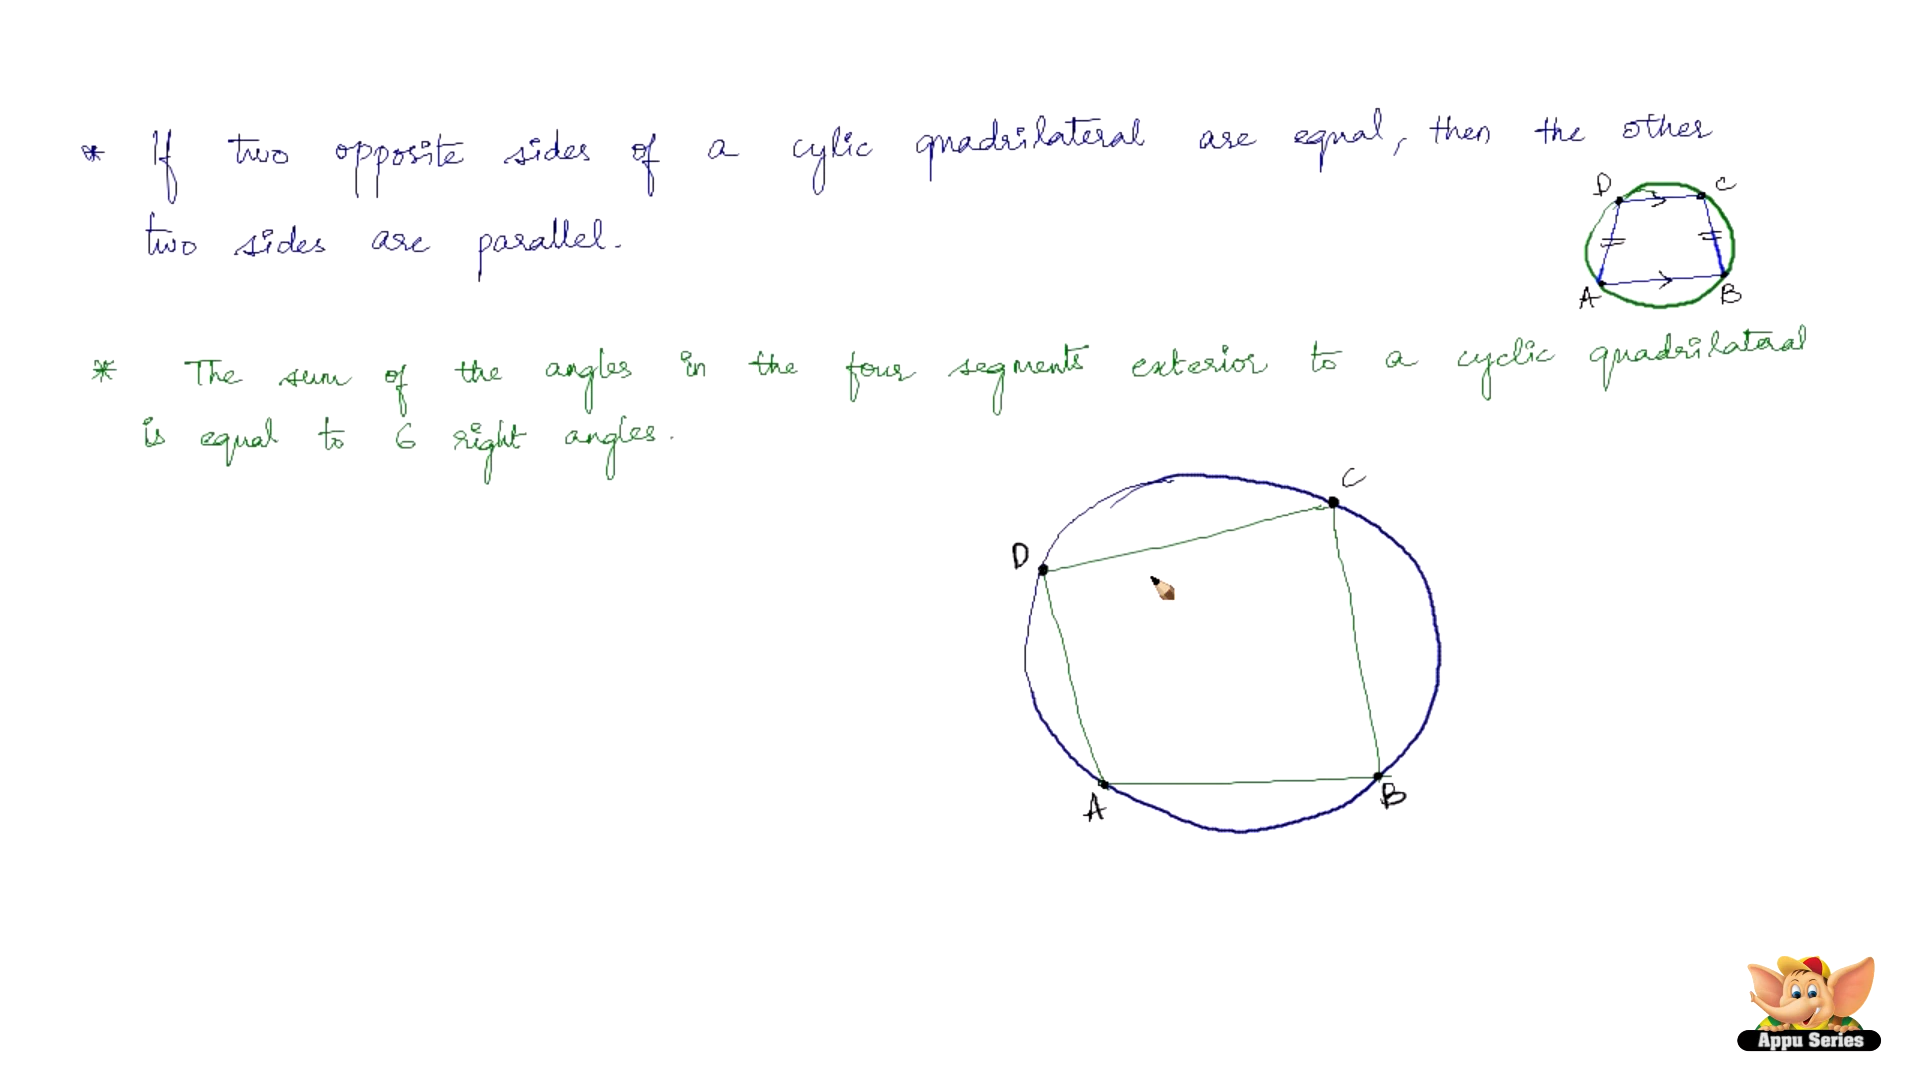 * If two opposite sides of a cylic quadrilateral are equal, then the other
two sides are parallel.
D C
A B
* The sum of the angles in the four segments exterior to a cyclic quadrilateral
is equal to 6 right angles.
C
D
A B
Appu Series